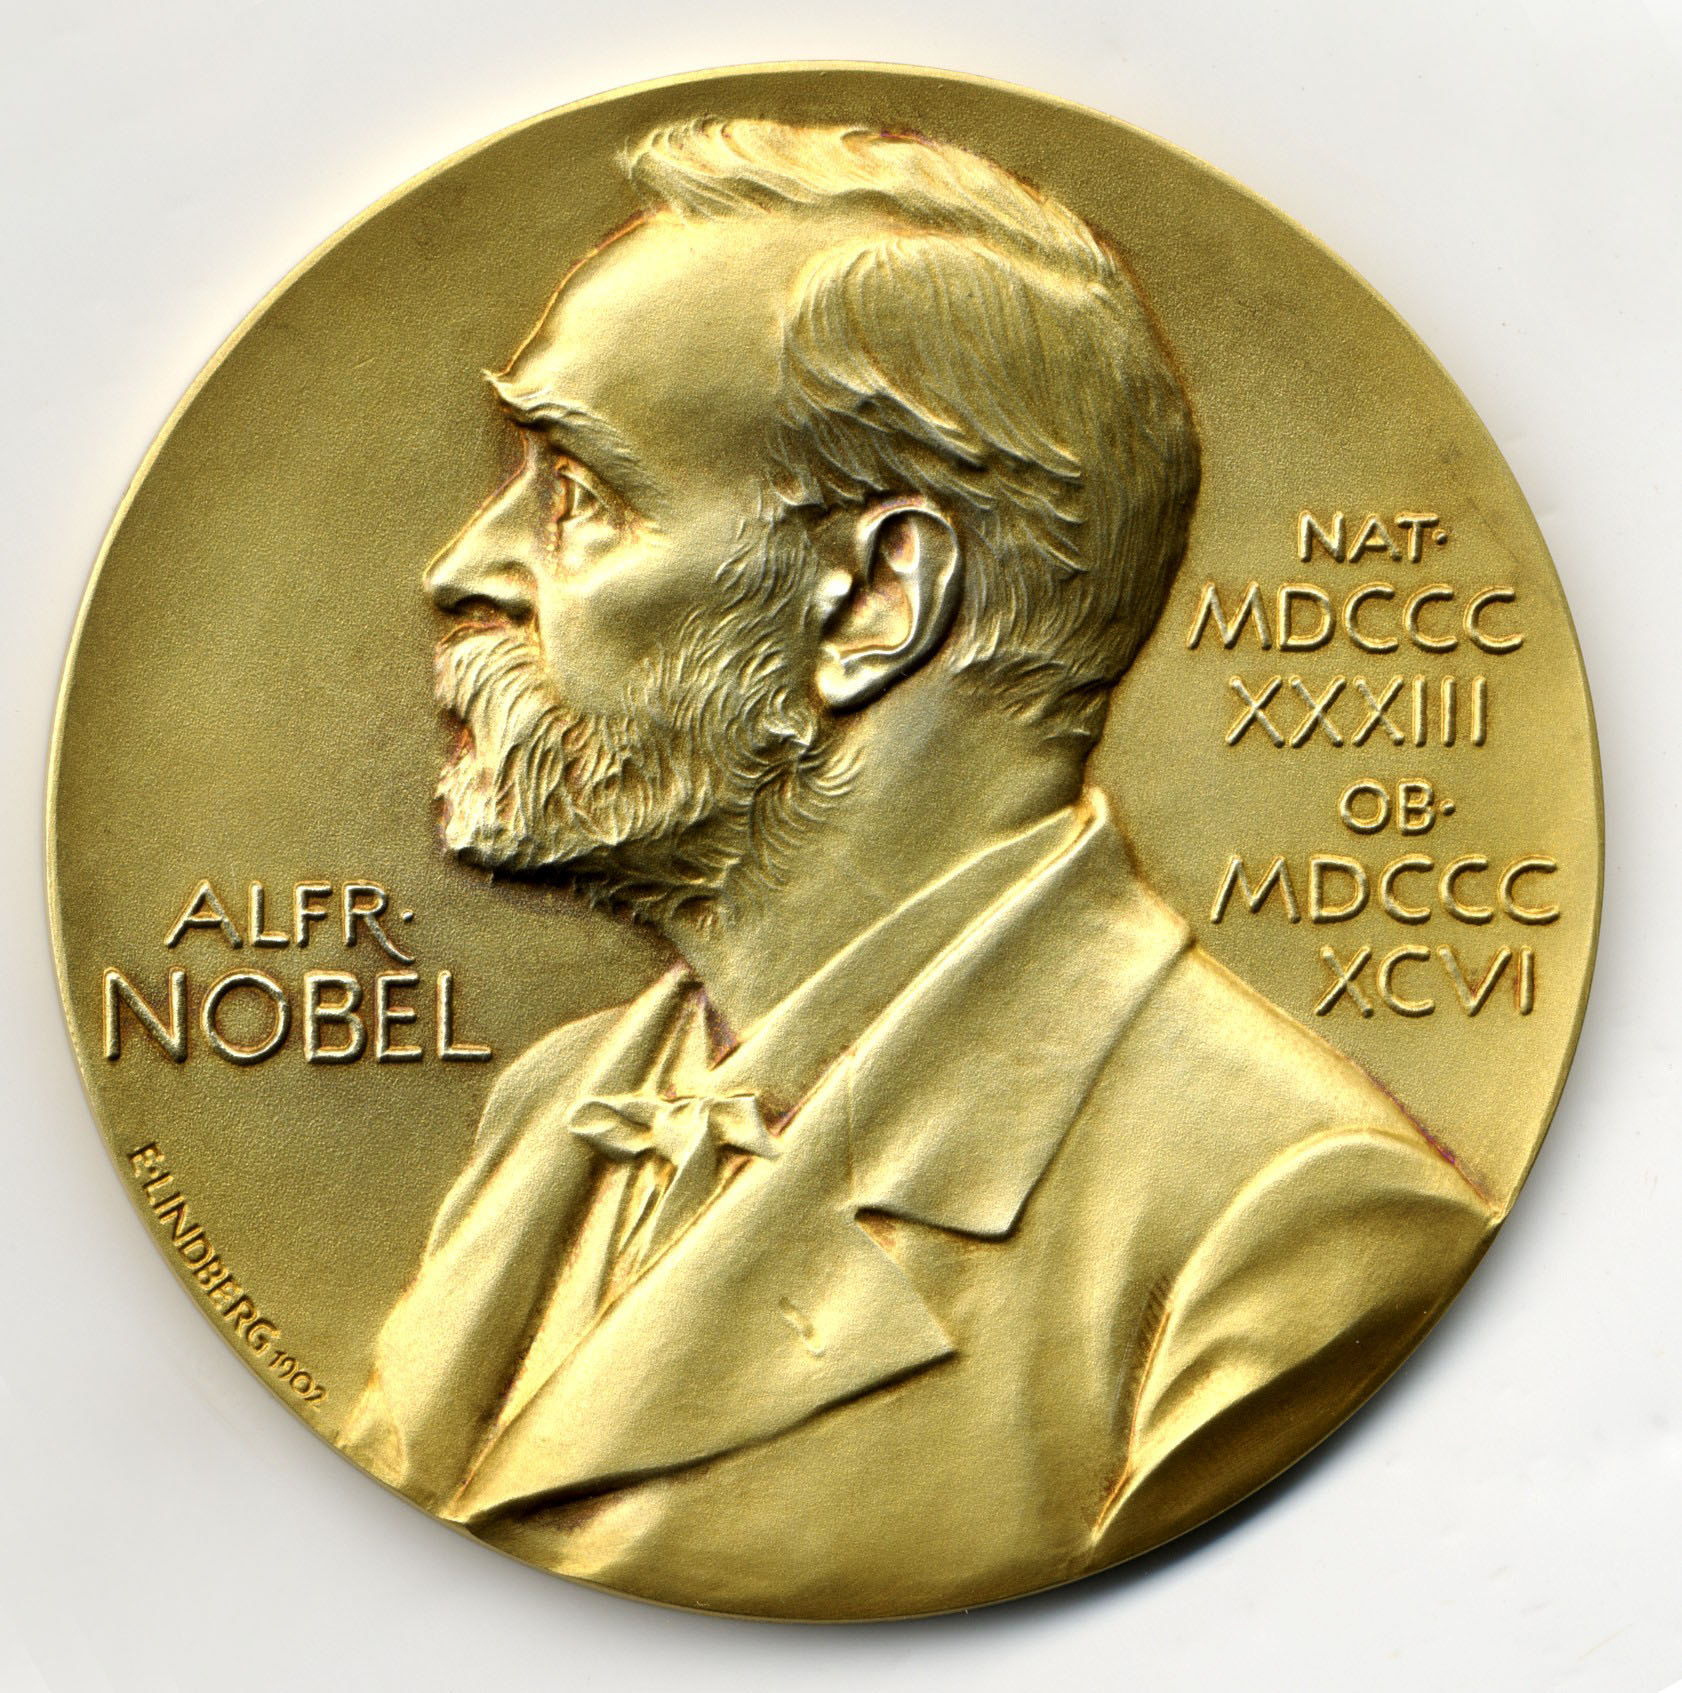 ALFR·
NOBEL
NAT·
MDCCC
XXXIII
OB·
MDCCC
XCVI
E·LINDBERG 1902